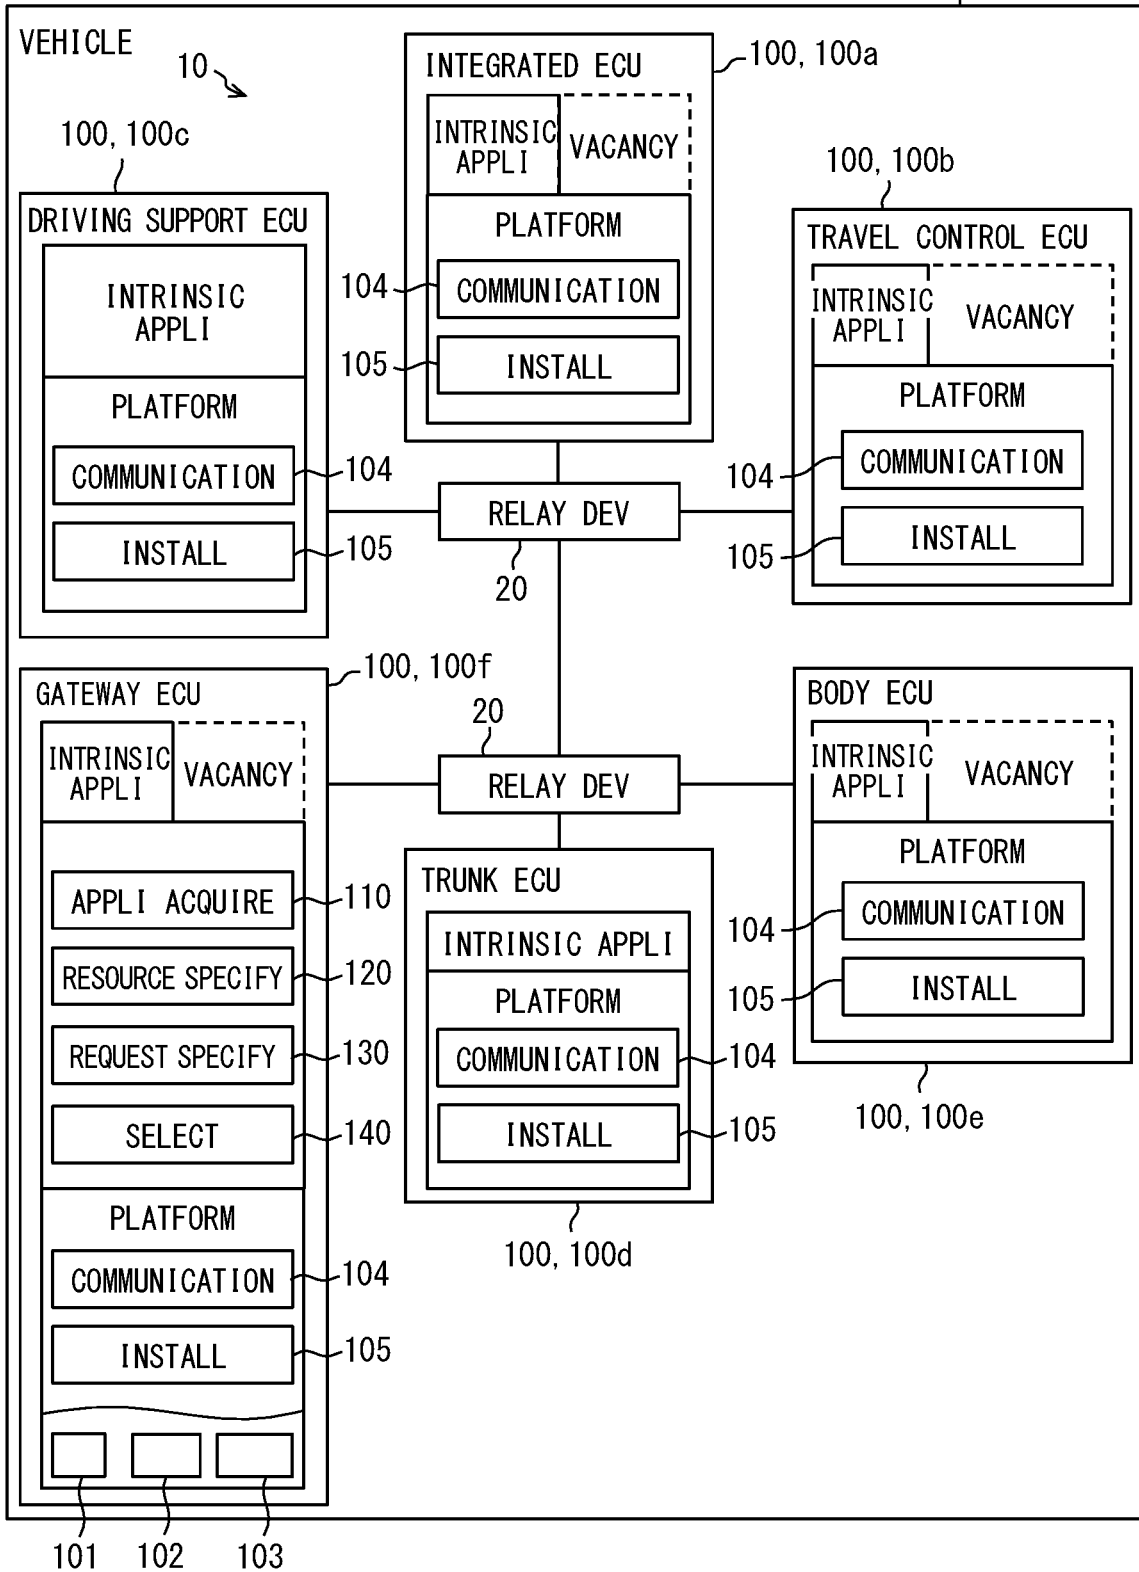 VEHICLE
10
100, 100c
DRIVING SUPPORT ECU
INTRINSIC
APPLI
PLATFORM
COMMUNICATION
104
INSTALL
105
INTEGRATED ECU
100, 100a
INTRINSIC
APPLI
VACANCY
PLATFORM
104
COMMUNICATION
105
INSTALL
100, 100b
TRAVEL CONTROL ECU
INTRINSIC
APPLI
VACANCY
PLATFORM
104
COMMUNICATION
105
INSTALL
RELAY DEV
20
100, 100f
GATEWAY ECU
INTRINSIC
APPLI
VACANCY
APPLI ACQUIRE
110
RESOURCE SPECIFY
120
REQUEST SPECIFY
130
SELECT
140
PLATFORM
COMMUNICATION
104
INSTALL
105
101
102
103
20
RELAY DEV
TRUNK ECU
INTRINSIC APPLI
PLATFORM
COMMUNICATION
104
INSTALL
105
100, 100d
BODY ECU
INTRINSIC
APPLI
VACANCY
PLATFORM
104
COMMUNICATION
105
INSTALL
100, 100e